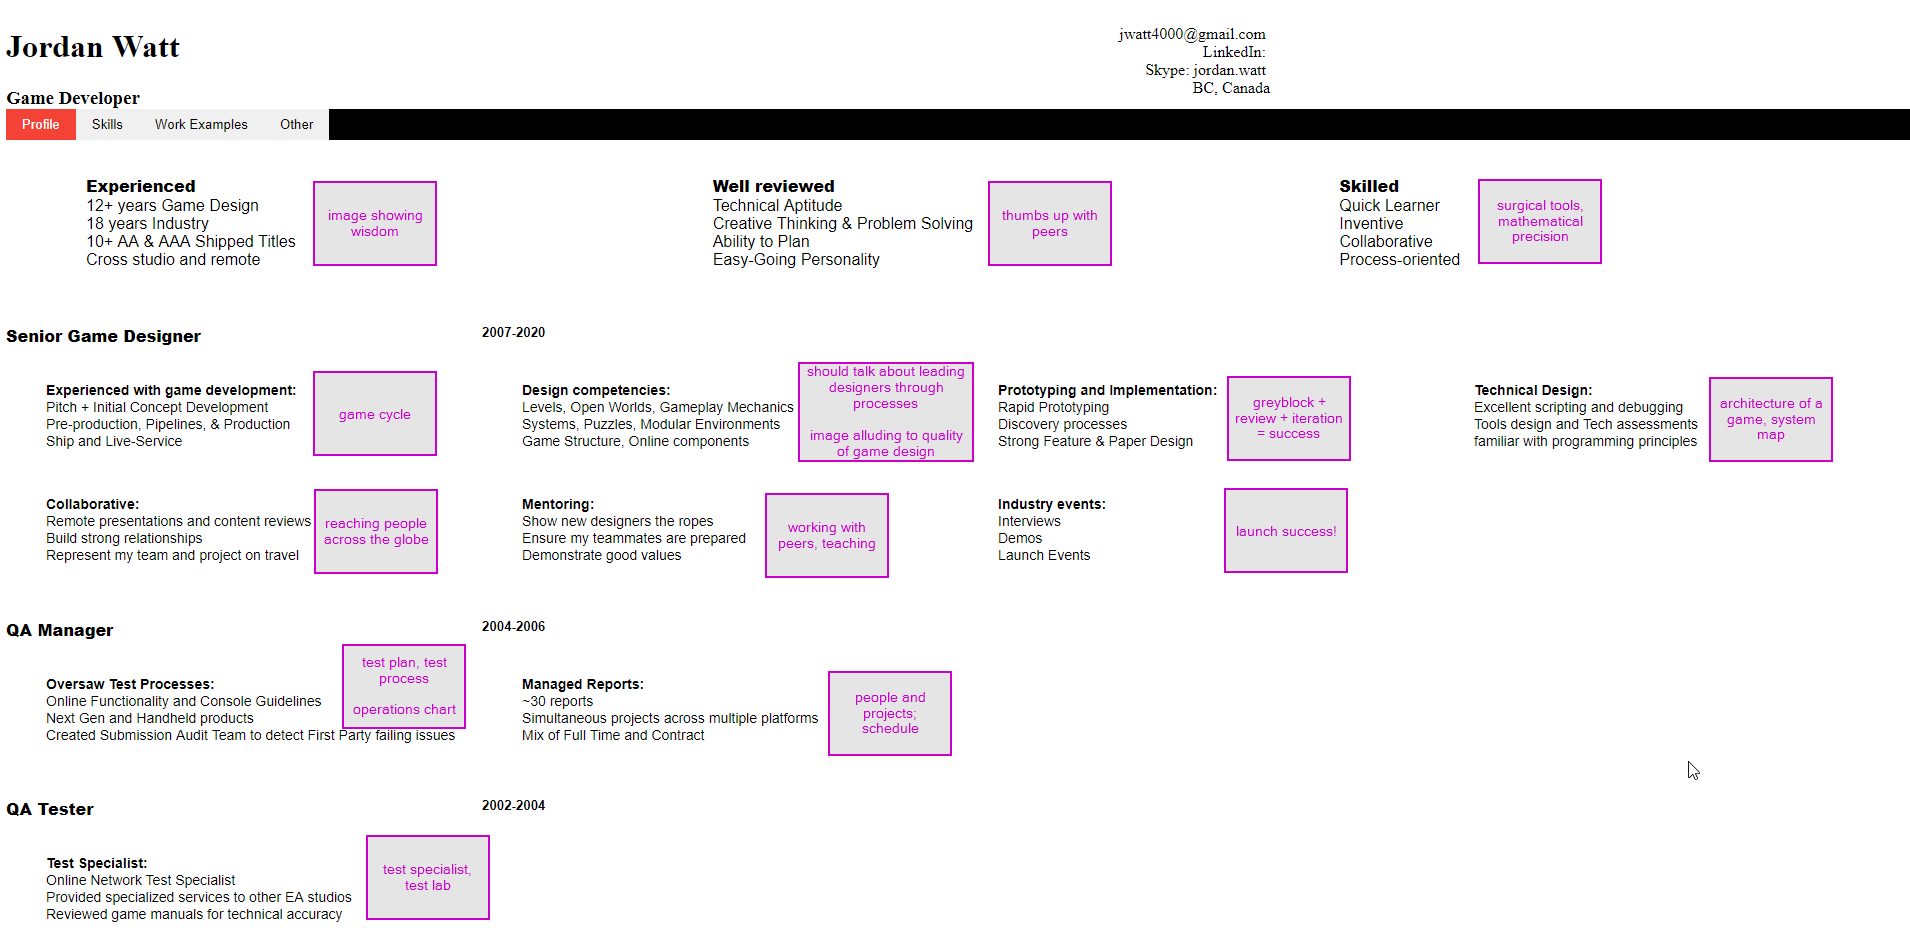 Jordan Watt
Game Developer
jwatt4000@gmail.com
LinkedIn:
Skype: jordan.watt
BC, Canada
Profile
Skills
Work Examples
Other
Experienced
12+ years Game Design
18 years Industry
10+ AA & AAA Shipped Titles
Cross studio and remote
image showing
wisdom
Well reviewed
Technical Aptitude
Creative Thinking & Problem Solving
Ability to Plan
Easy-Going Personality
thumbs up with
peers
Skilled
Quick Learner
Inventive
Collaborative
Process-oriented
surgical tools,
mathematical
precision
Senior Game Designer
2007-2020
Experienced with game development:
Pitch + Initial Concept Development
Pre-production, Pipelines, & Production
Ship and Live-Service
game cycle
Design competencies:
Levels, Open Worlds, Gameplay Mechanics
Systems, Puzzles, Modular Environments
Game Structure, Online components
should talk about leading
designers through
processes
image alluding to quality
of game design
Prototyping and Implementation:
Rapid Prototyping
Discovery processes
Strong Feature & Paper Design
greyblock +
review + iteration
= success
Technical Design:
Excellent scripting and debugging
Tools design and Tech assessments
familiar with programming principles
architecture of a
game, system
map
Collaborative:
Remote presentations and content reviews
Build strong relationships
Represent my team and project on travel
reaching people
across the globe
Mentoring:
Show new designers the ropes
Ensure my teammates are prepared
Demonstrate good values
working with
peers, teaching
Industry events:
Interviews
Demos
Launch Events
launch success!
QA Manager
2004-2006
Oversaw Test Processes:
Online Functionality and Console Guidelines
Next Gen and Handheld products
Created Submission Audit Team to detect First Party failing issues
test plan, test
process
operations chart
Managed Reports:
~30 reports
Simultaneous projects across multiple platforms
Mix of Full Time and Contract
people and
projects;
schedule
QA Tester
2002-2004
Test Specialist:
Online Network Test Specialist
Provided specialized services to other EA studios
Reviewed game manuals for technical accuracy
test specialist,
test lab